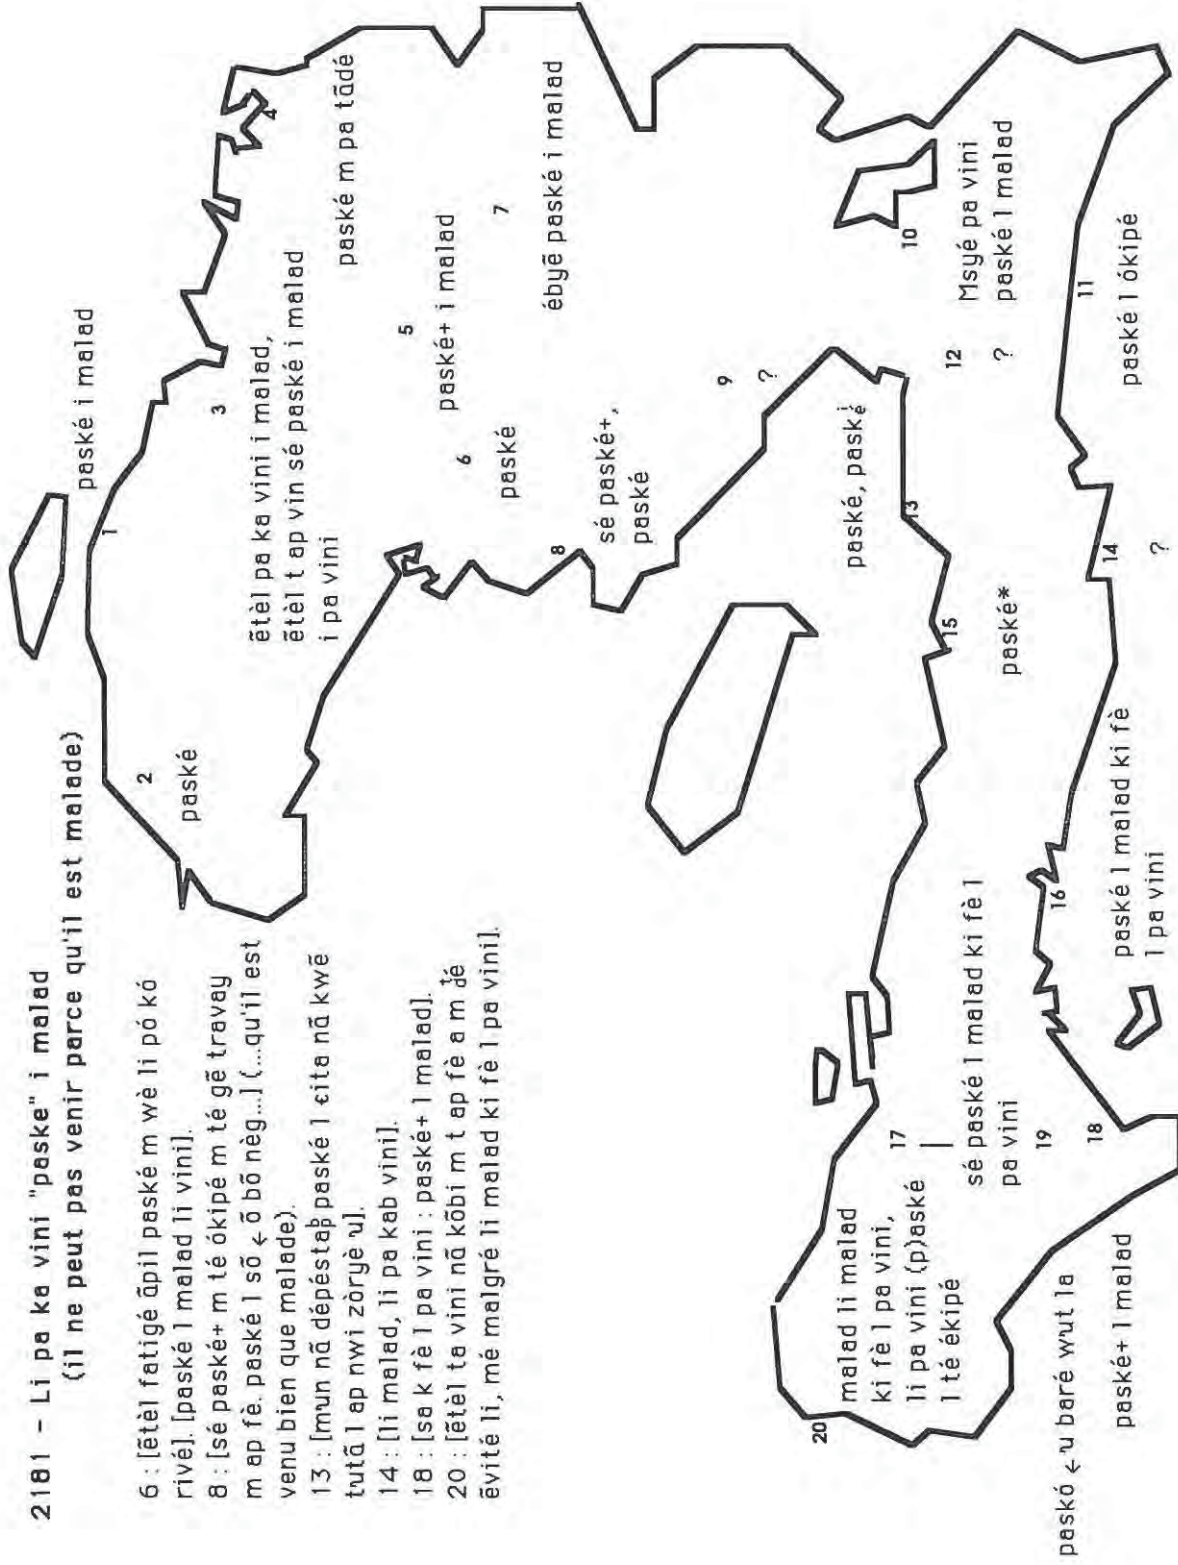 2181 - Li pa ka vini "paske" i malad
(il ne peut pas venir parce qu'il est malade)
6 : [ẽtèl fatigé ãpil paské m wè li pó kó
rivé]. [paské l malad li vini].
8 : [sé paské+ m té ókipé m té gẽ travay
m ap fè. paské l sõ ← õ bõ nèg...] (...qu'il est
venu bien que malade).
13 : [mun nã dépéstaþ paské l ɛita nã kwẽ
tutã l ap nwi zòryè u].
14 : [li malad, li pa kab vini].
18 : [sa k fè l pa vini : paské+ l malad].
20 : [ẽtèl ta vini nã kõbi m t ap fè a m dé
ẽvité li, mé malgré li malad ki fè l pa vini].
1
paské i malad
2
paské
3
ẽtèl pa ka vini i malad,
ẽtèl t ap vin sé paské i malad
i pa vini
4
paské m pa tãdé
5
paské+ i malad
6
paské
7
ébyẽ paské i malad
8
sé paské+,
paské
9
?
10
Msyé pa vini
paské l malad
11
paské l ókipé
12
?
13
paské, paski
14
?
15
paské*
16
paské l malad ki fè
l pa vini
17
sé paské l malad ki fè l
pa vini
18
19
20
malad li malad
ki fè l pa vini,
li pa vini (p)aské
l té ékipé
paskó ← u baré wut la
paské+ l malad